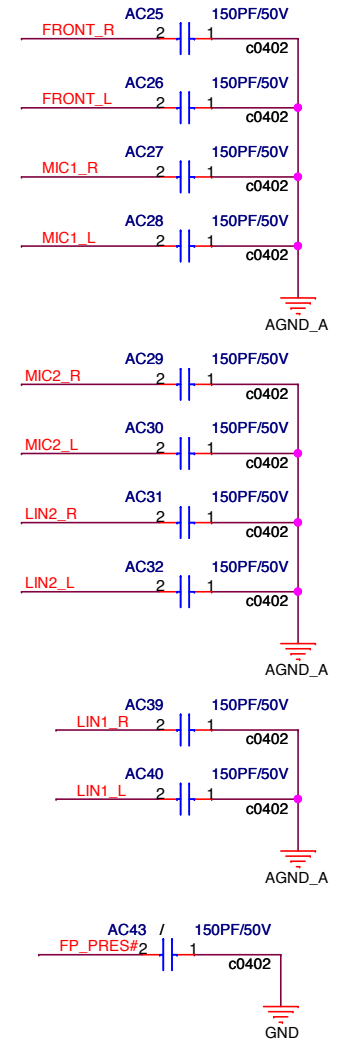 AC25 150PF/50V
FRONT_R 2 1
c0402
AC26 150PF/50V
FRONT_L 2 1
c0402
AC27 150PF/50V
MIC1_R 2 1
c0402
AC28 150PF/50V
MIC1_L 2 1
c0402
AGND_A
AC29 150PF/50V
MIC2_R 2 1
c0402
AC30 150PF/50V
MIC2_L 2 1
c0402
AC31 150PF/50V
LIN2_R 2 1
c0402
AC32 150PF/50V
LIN2_L 2 1
c0402
AGND_A
AC39 150PF/50V
LIN1_R 2 1
c0402
AC40 150PF/50V
LIN1_L 2 1
c0402
AGND_A
AC43 / 150PF/50V
FP_PRES# 2 1
c0402
GND